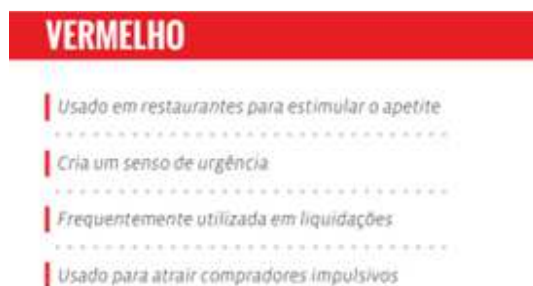 VERMELHO
Usado em restaurantes para estimular o apetite
Cria um senso de urgência
Frequentemente utilizada em liquidações
Usado para atrair compradores impulsivos